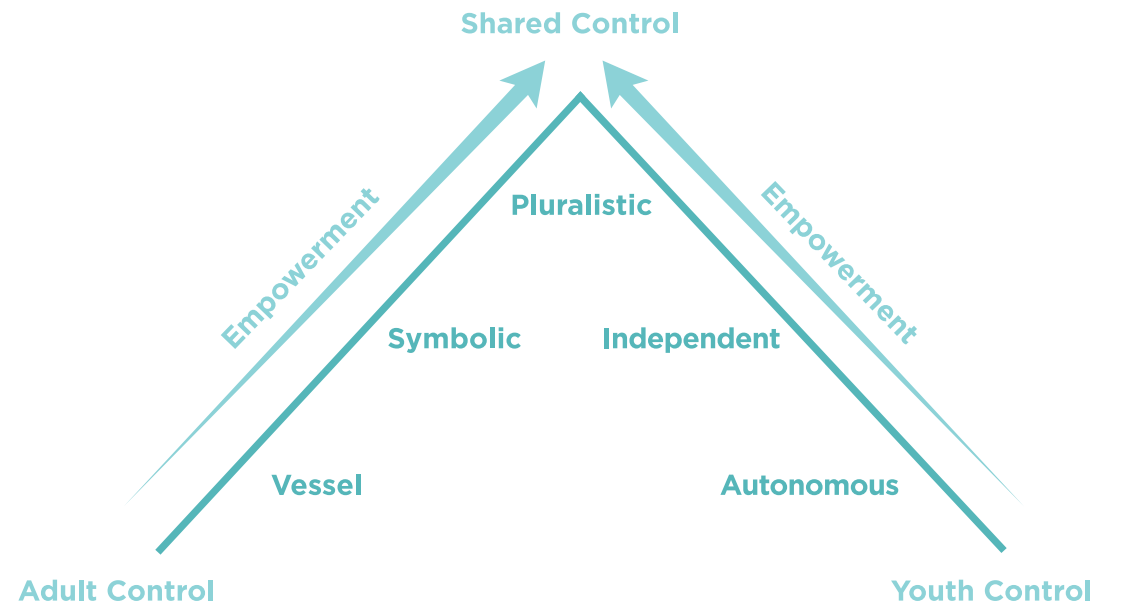 Shared Control
Empowerment
Empowerment
Pluralistic
Symbolic
Independent
Vessel
Autonomous
Adult Control
Youth Control